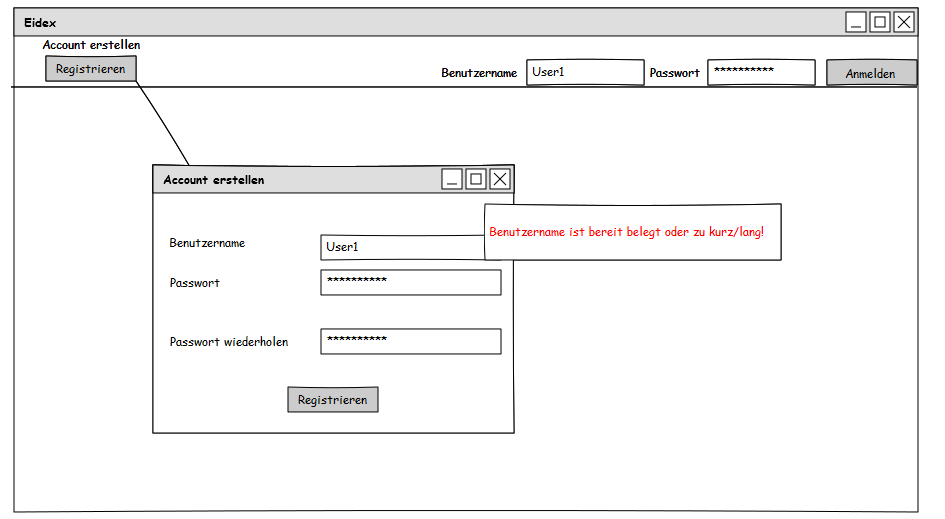 Eidex
Account erstellen
Registrieren
Benutzername User1 Passwort ********** Anmelden
Account erstellen
Benutzername ist bereit belegt oder zu kurz/lang!
Benutzername User1
Passwort **********
Passwort wiederholen **********
Registrieren